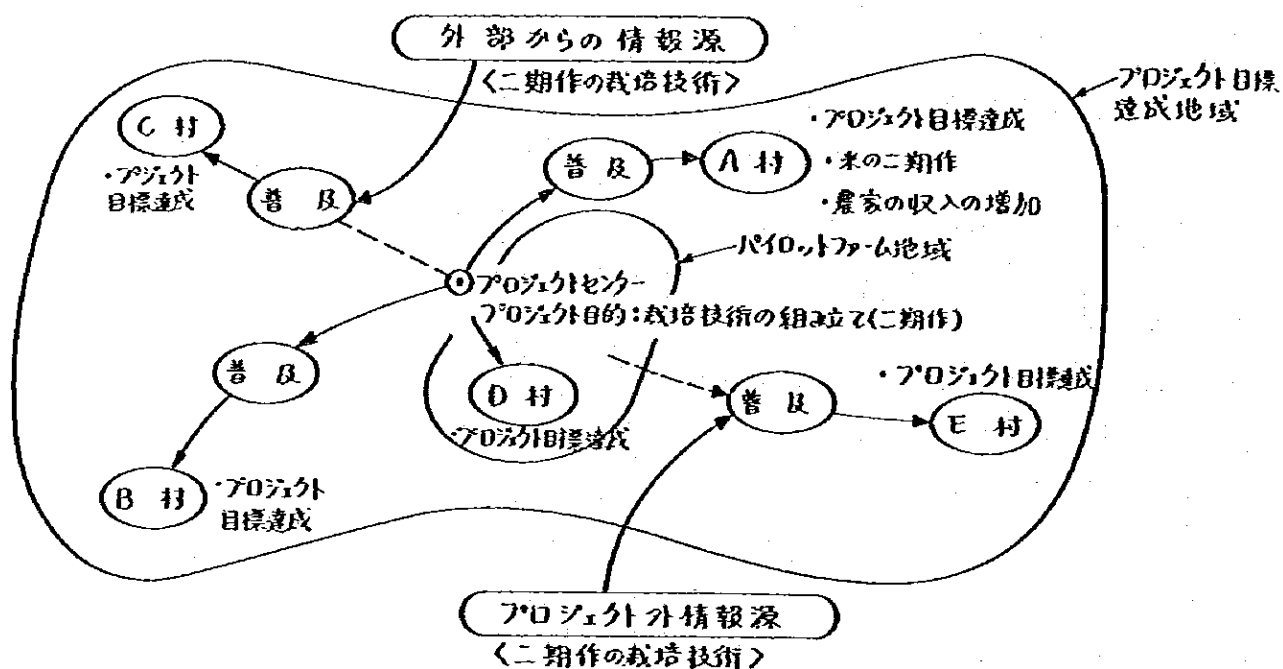 外部からの情報源
<二期作の栽培技術>
プロジェクト目標
達成地域
C 村
・プジェクト
目標達成
普 及
普 及
A 村
・プロジェクト目標達成
・米の二期作
・農家の収入の増加
パイロットファーム地域
プロジェクトセンター
プロジェクト目的：栽培技術の組み立て(二期作)
普 及
D 村
・プロジェクト目標達成
普 及
・プロジェクト目標達成
E 村
B 村
・プロジェクト
目標達成
プロジェクト外情報源
<二期作の栽培技術>